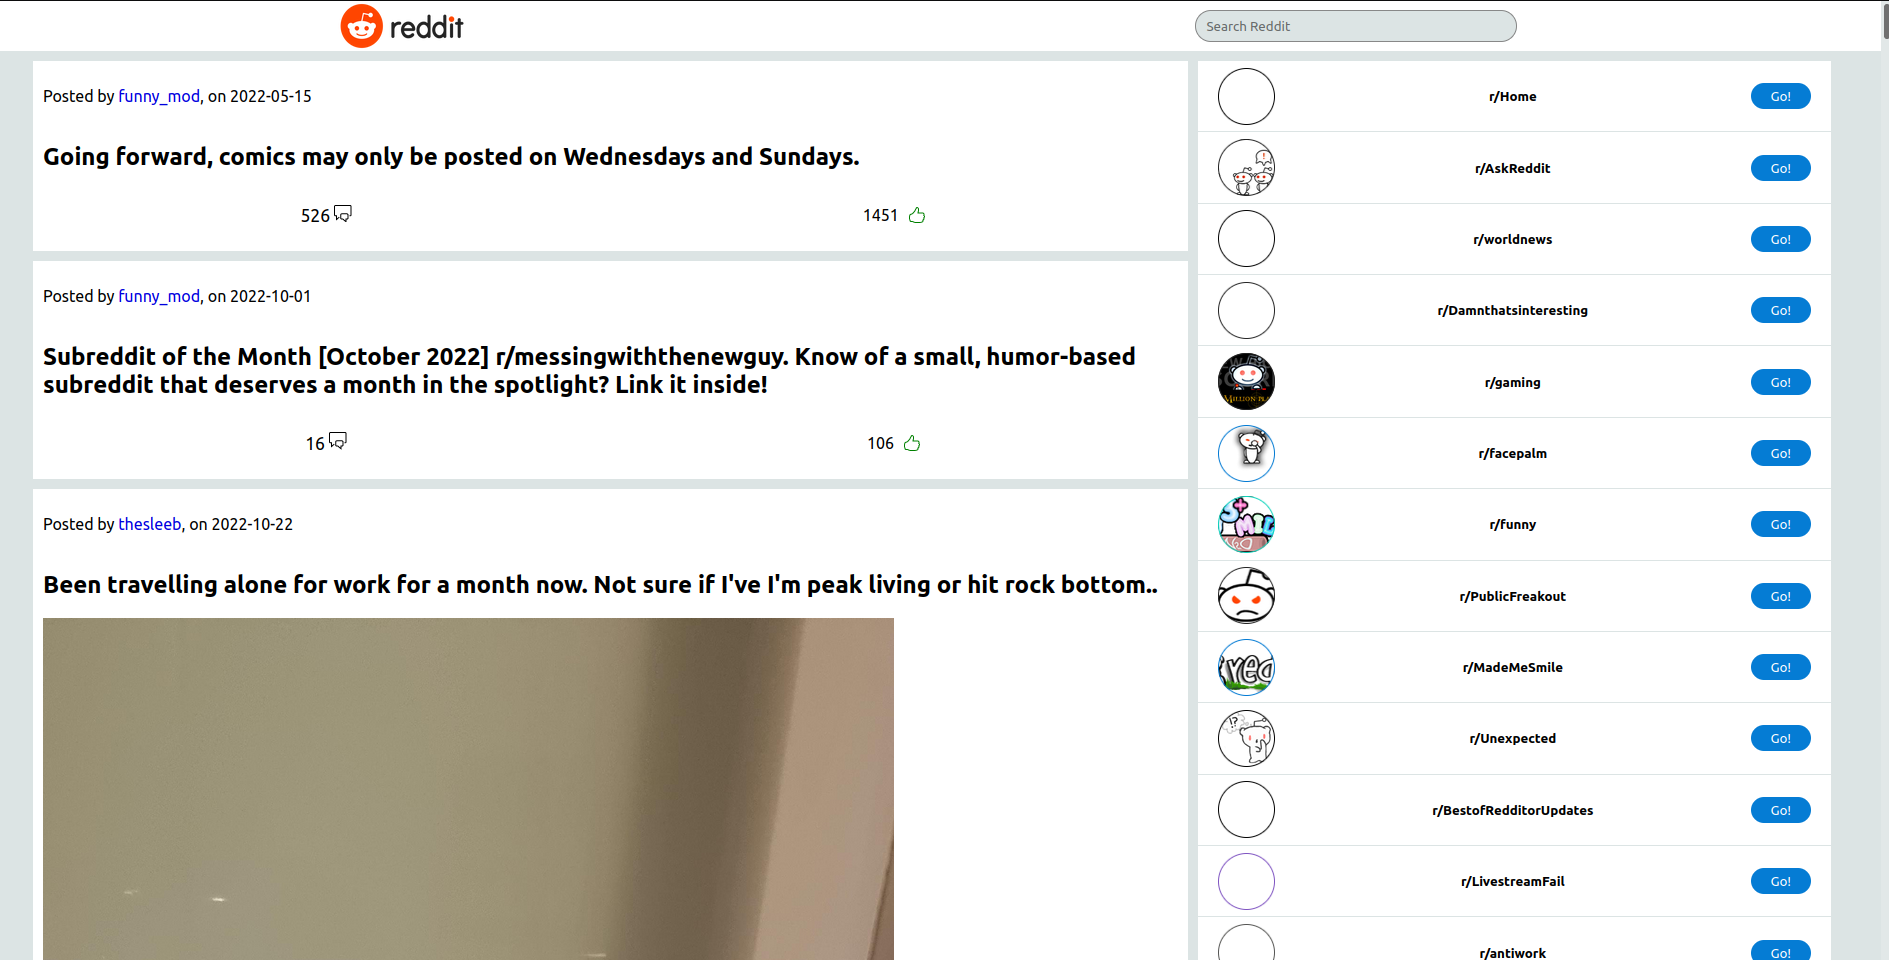 reddit
Search Reddit
Posted by funny_mod, on 2022-05-15
Going forward, comics may only be posted on Wednesdays and Sundays.
526
1451
Posted by funny_mod, on 2022-10-01
Subreddit of the Month [October 2022] r/messingwiththenewguy. Know of a small, humor-based
subreddit that deserves a month in the spotlight? Link it inside!
16
106
Posted by thesleeb, on 2022-10-22
Been travelling alone for work for a month now. Not sure if I've I'm peak living or hit rock bottom..
r/Home
Go!
!
r/AskReddit
Go!
r/worldnews
Go!
r/Damnthatsinteresting
Go!
MILLION
r/gaming
Go!
r/facepalm
Go!
r/funny
Go!
r/PublicFreakout
Go!
r/MadeMeSmile
Go!
!?
r/Unexpected
Go!
r/BestofRedditorUpdates
Go!
r/LivestreamFail
Go!
r/antiwork
Go!